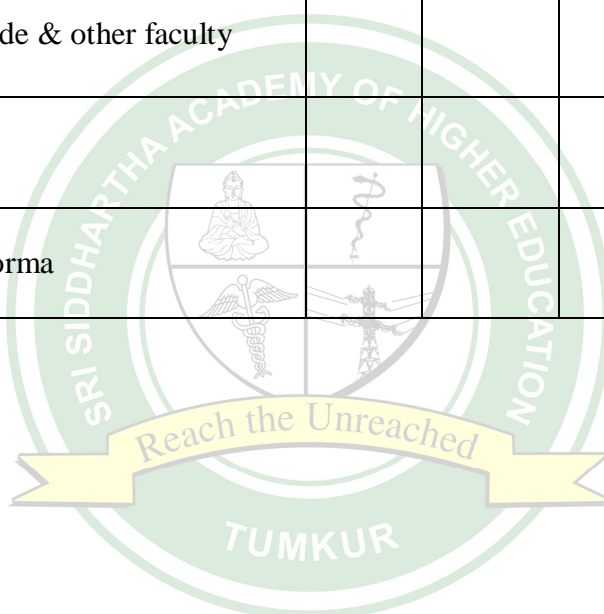 de & other faculty
SRI SIDDHARTHA ACADEMY OF HIGHER EDUCATION
orma
Reach the Unreached
TUMKUR